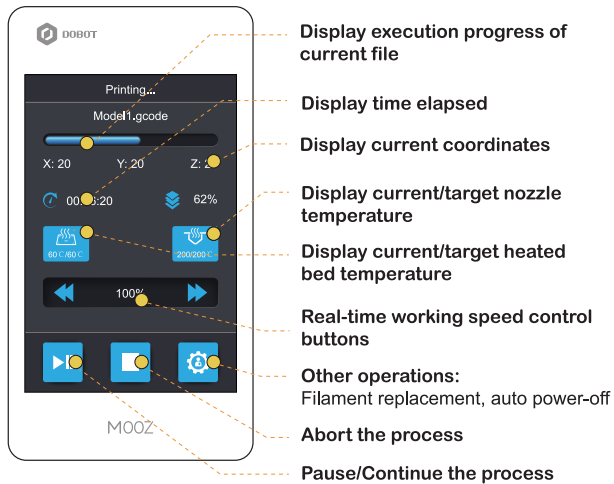 DOBOT
Printing...
Model1.gcode
X: 20 Y: 20 Z:
62%
60℃/60℃
200/200℃
100%
MOOZ
Display execution progress of
current file
Display time elapsed
Display current coordinates
Display current/target nozzle
temperature
Display current/target heated
bed temperature
Real-time working speed control
buttons
Other operations:
Filament replacement, auto power-off
Abort the process
Pause/Continue the process